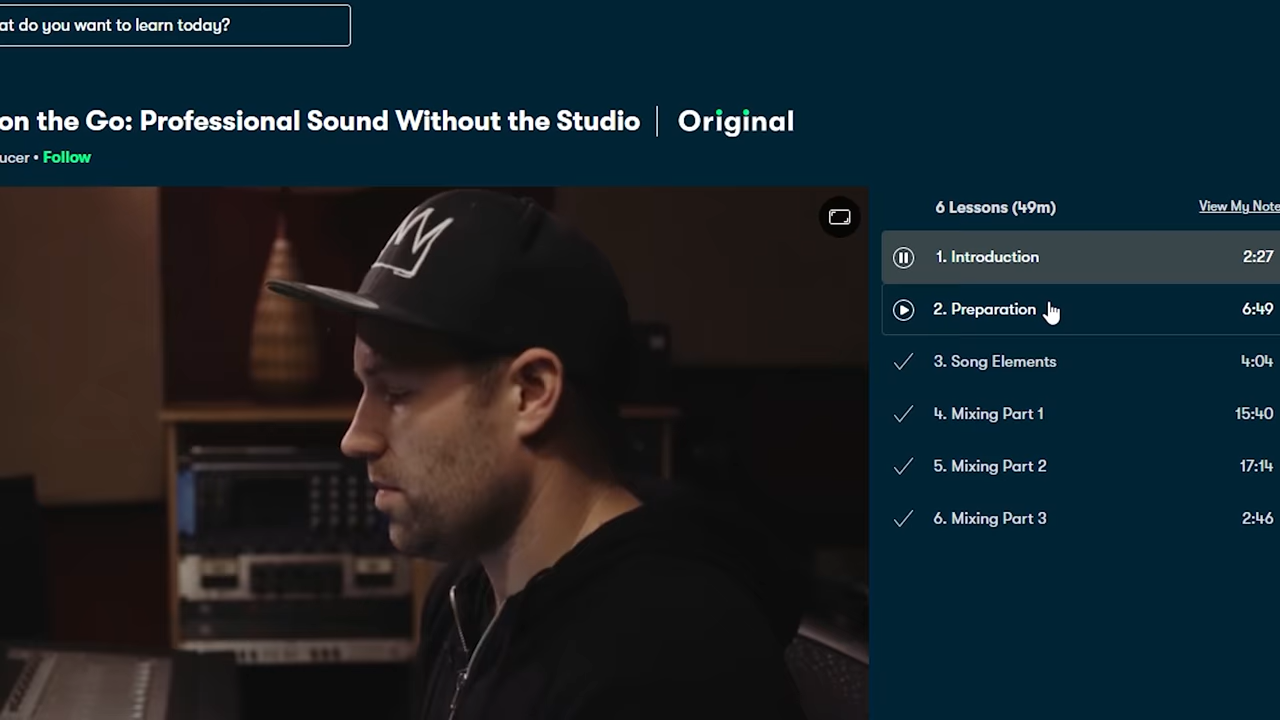 at do you want to learn today?
on the Go: Professional Sound Without the Studio | Original
ucer • Follow
6 Lessons (49m) View My Note
1. Introduction 2:27
2. Preparation 6:49
3. Song Elements 4:04
4. Mixing Part 1 15:40
5. Mixing Part 2 17:14
6. Mixing Part 3 2:46